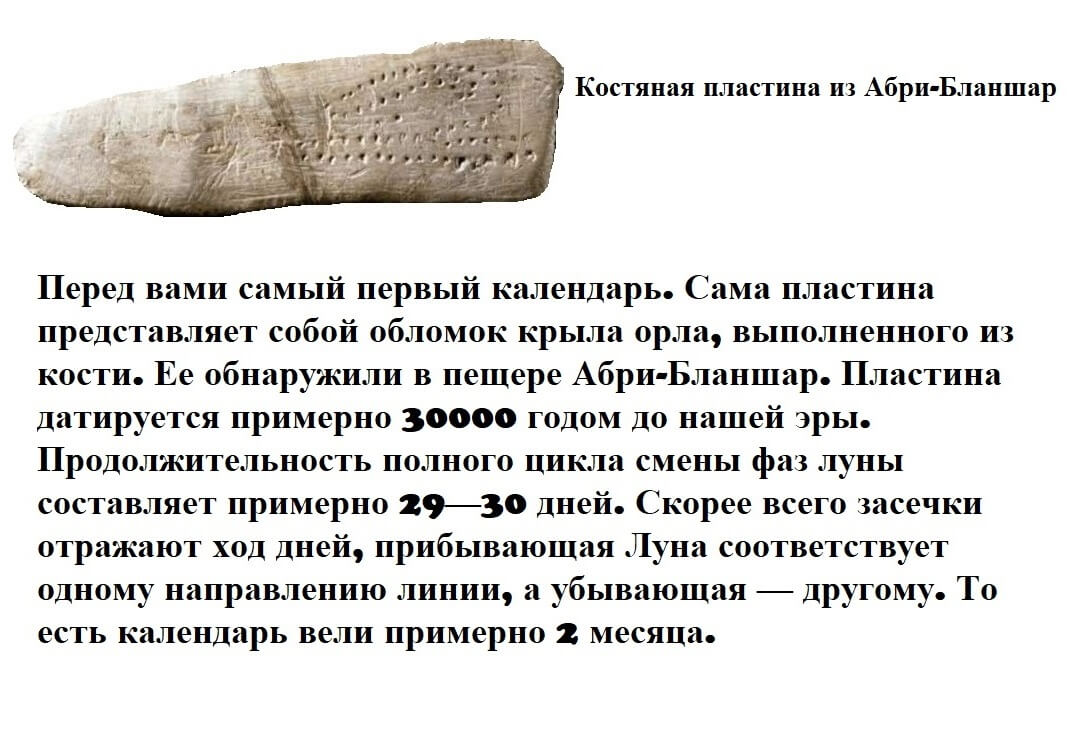 Костяная пластина из Абри-Бланшар
Перед вами самый первый календарь. Сама пластина
представляет собой обломок крыла орла, выполненного из
кости. Ее обнаружили в пещере Абри-Бланшар. Пластина
датируется примерно 30000 годом до нашей эры.
Продолжительность полного цикла смены фаз луны
составляет примерно 29—30 дней. Скорее всего засечки
отражают ход дней, прибывающая Луна соответствует
одному направлению линии, а убывающая — другому. То
есть календарь вели примерно 2 месяца.